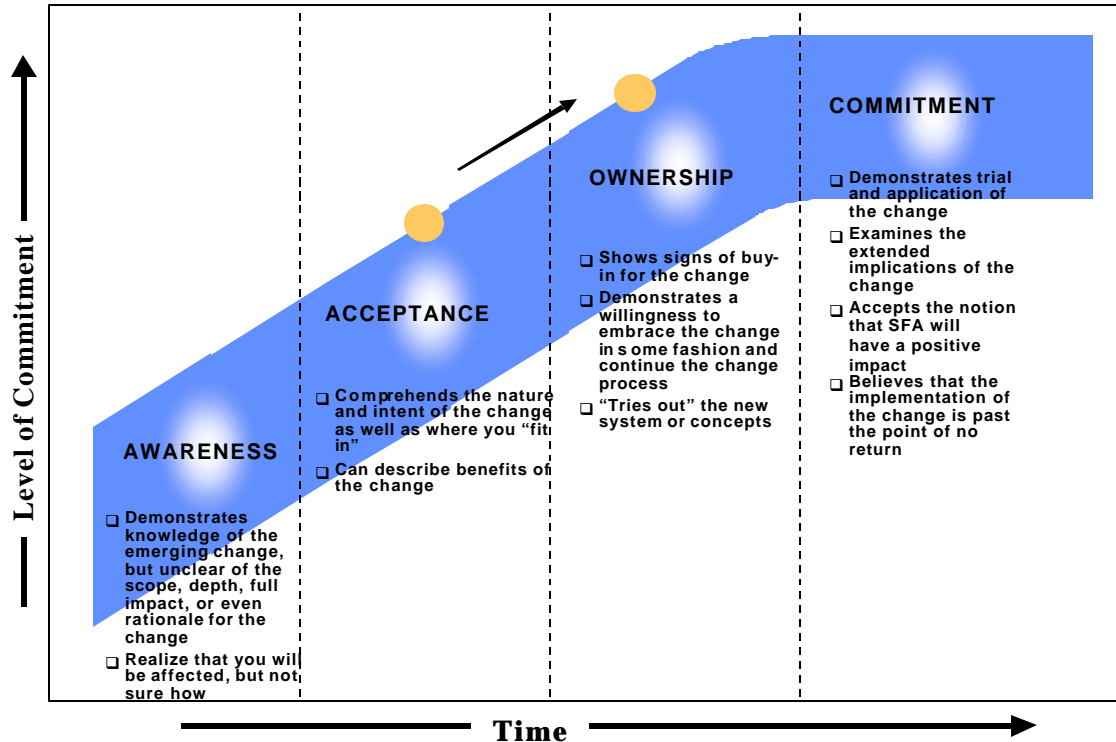 Level of Commitment
AWARENESS
❑ Demonstrates
knowledge of the
emerging change,
but unclear of the
scope, depth, full
impact, or even
rationale for the
change
❑ Realize that you will
be affected, but not
sure how
ACCEPTANCE
❑ Comprehends the nature
and intent of the change
as well as where you “fit
in”
❑ Can describe benefits of
the change
OWNERSHIP
❑ Shows signs of buy-
in for the change
❑ Demonstrates a
willingness to
embrace the change
in some fashion and
continue the change
process
❑ “Tries out” the new
system or concepts
COMMITMENT
❑ Demonstrates trial
and application of
the change
❑ Examines the
extended
implications of the
change
❑ Accepts the notion
that SFA will
have a positive
impact
❑ Believes that the
implementation of
the change is past
the point of no
return
Time